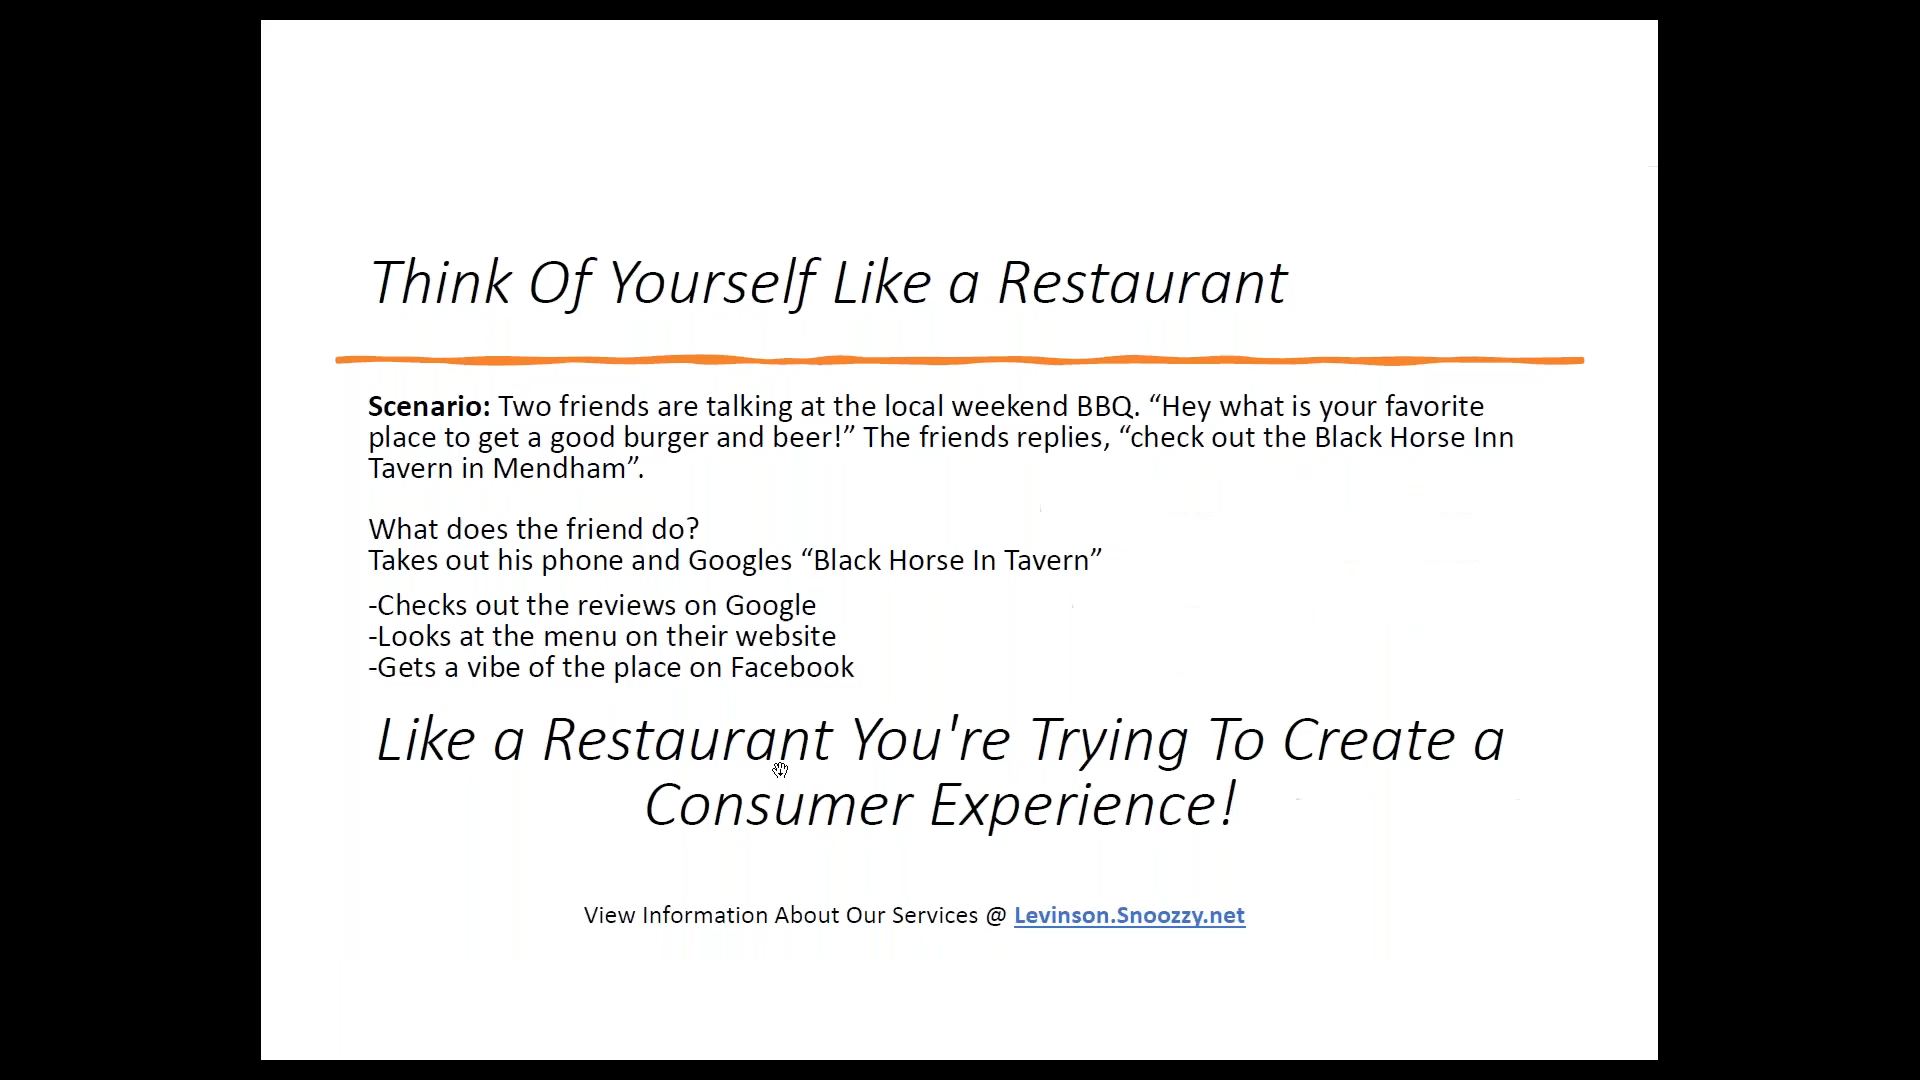 Think Of Yourself Like a Restaurant
Scenario: Two friends are talking at the local weekend BBQ. “Hey what is your favorite
place to get a good burger and beer!” The friends replies, “check out the Black Horse Inn
Tavern in Mendham”.
What does the friend do?
Takes out his phone and Googles “Black Horse In Tavern”
-Checks out the reviews on Google
-Looks at the menu on their website
-Gets a vibe of the place on Facebook
Like a Restaurant You're Trying To Create a
Consumer Experience!
View Information About Our Services @ Levinson.Snoozzy.net